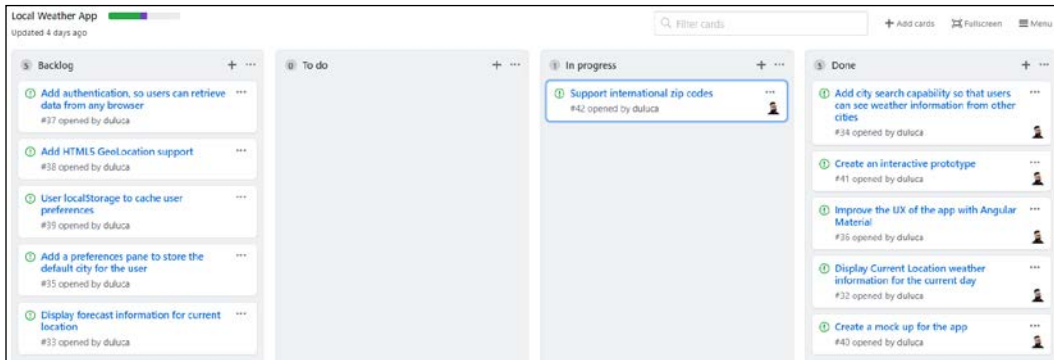 Local Weather App
Updated 4 days ago
Filter cards
Add cards
Fullscreen
Menu
5 Backlog
Add authentication, so users can retrieve
data from any browser
#37 opened by duluca
Add HTML5 GeoLocation support
#38 opened by duluca
User localStorage to cache user
preferences
#39 opened by duluca
Add a preferences pane to store the
default city for the user
#35 opened by duluca
Display forecast information for current
location
#33 opened by duluca
0 To do
1 In progress
Support international zip codes
#42 opened by duluca
5 Done
Add city search capability so that users
can see weather information from other
cities
#34 opened by duluca
Create an interactive prototype
#41 opened by duluca
Improve the UX of the app with Angular
Material
#36 opened by duluca
Display Current Location weather
information for the current day
#32 opened by duluca
Create a mock up for the app
#40 opened by duluca